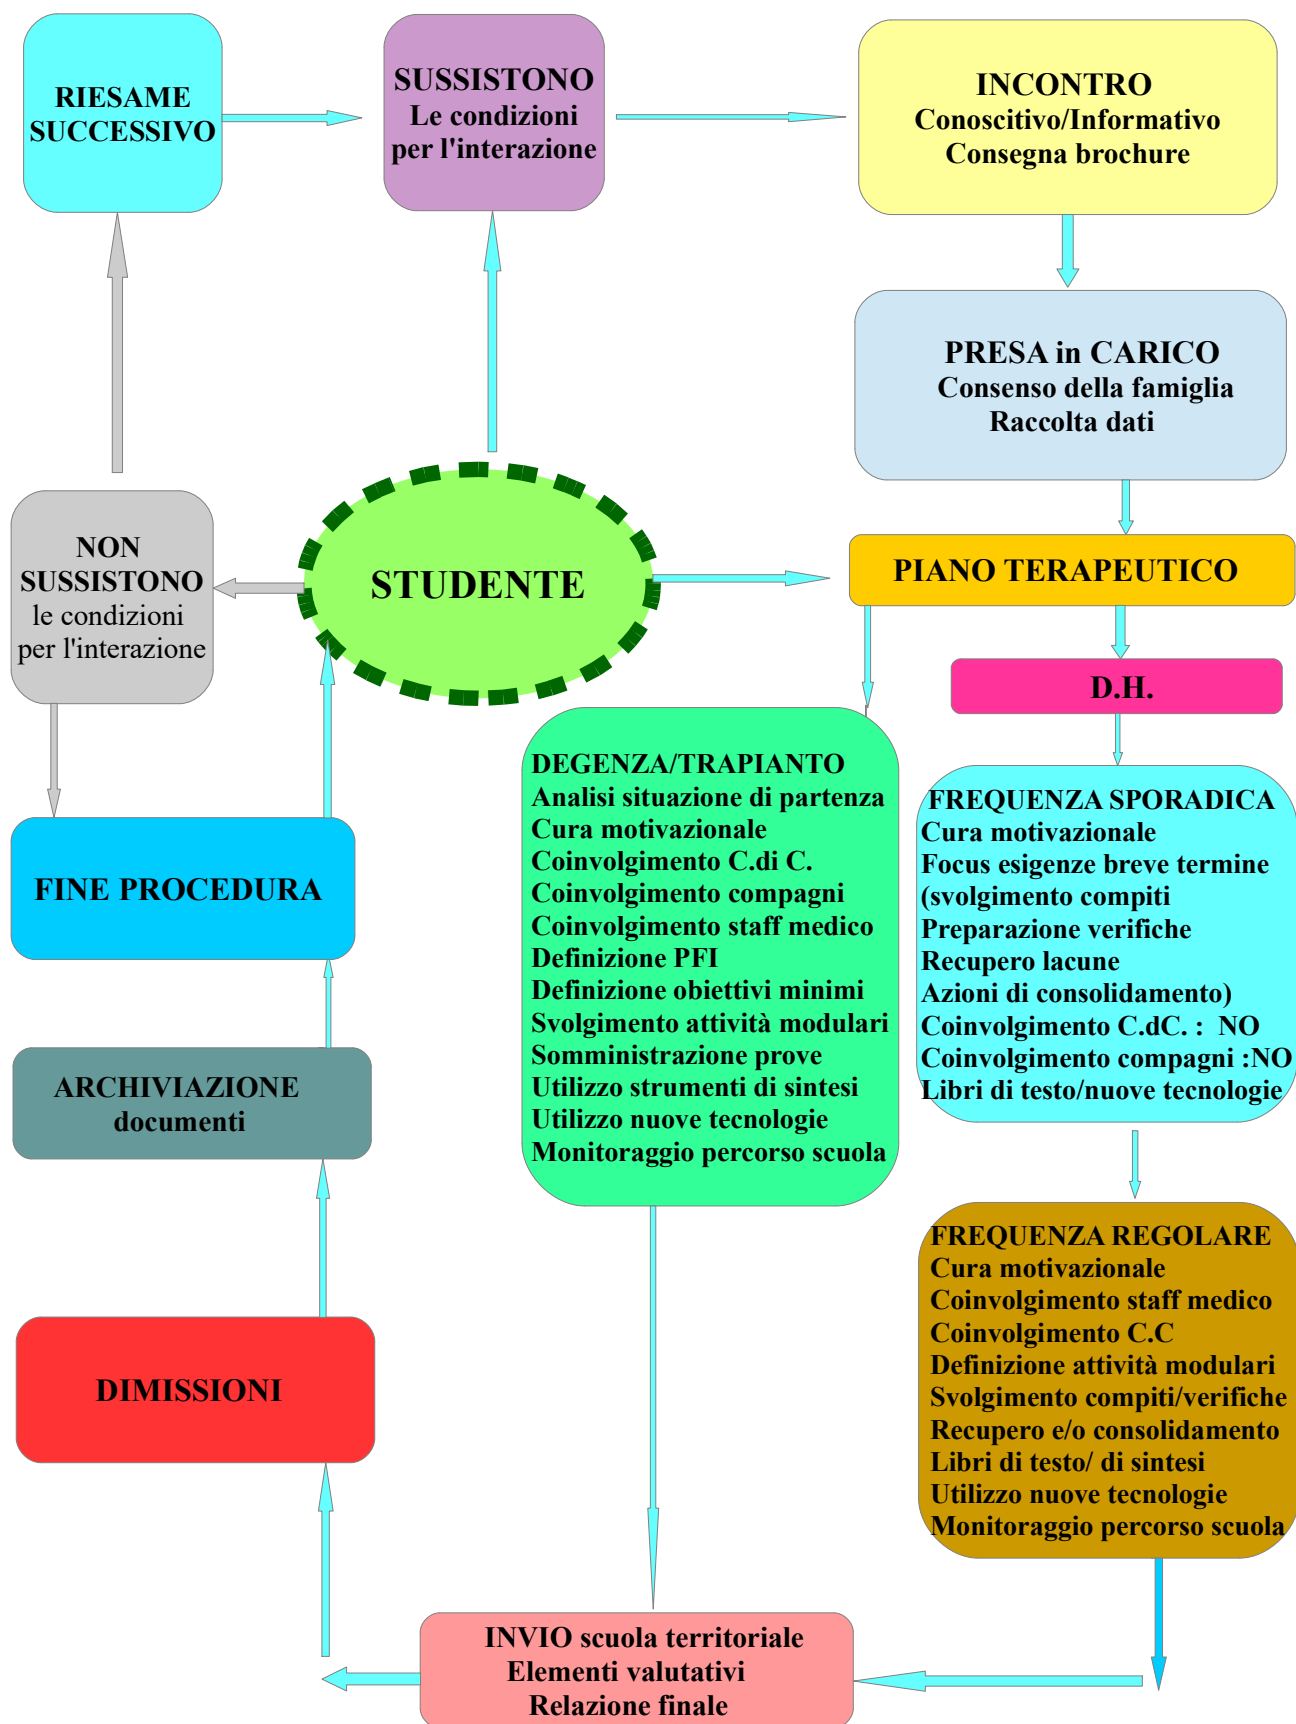 RIESAME
SUCCESSIVO
SUSSISTONO
Le condizioni
per l'interazione
INCONTRO
Conoscitivo/Informativo
Consegna brochure
PRESA in CARICO
Consenso della famiglia
Raccolta dati
NON
SUSSISTONO
le condizioni
per l'interazione
STUDENTE
PIANO TERAPEUTICO
D.H.
DEGENZA/TRAPIANTO
Analisi situazione di partenza
Cura motivazionale
Coinvolgimento C.di C.
Coinvolgimento compagni
Coinvolgimento staff medico
Definizione PFI
Definizione obiettivi minimi
Svolgimento attività modulari
Somministrazione prove
Utilizzo strumenti di sintesi
Utilizzo nuove tecnologie
Monitoraggio percorso scuola
FREQUENZA SPORADICA
Cura motivazionale
Focus esigenze breve termine
(svolgimento compiti
Preparazione verifiche
Recupero lacune
Azioni di consolidamento)
Coinvolgimento C.dC. : NO
Coinvolgimento compagni :NO
Libri di testo/nuove tecnologie
FINE PROCEDURA
ARCHIVIAZIONE
documenti
FREQUENZA REGOLARE
Cura motivazionale
Coinvolgimento staff medico
Coinvolgimento C.C
Definizione attività modulari
Svolgimento compiti/verifiche
Recupero e/o consolidamento
Libri di testo/ di sintesi
Utilizzo nuove tecnologie
Monitoraggio percorso scuola
DIMISSIONI
INVIO scuola territoriale
Elementi valutativi
Relazione finale